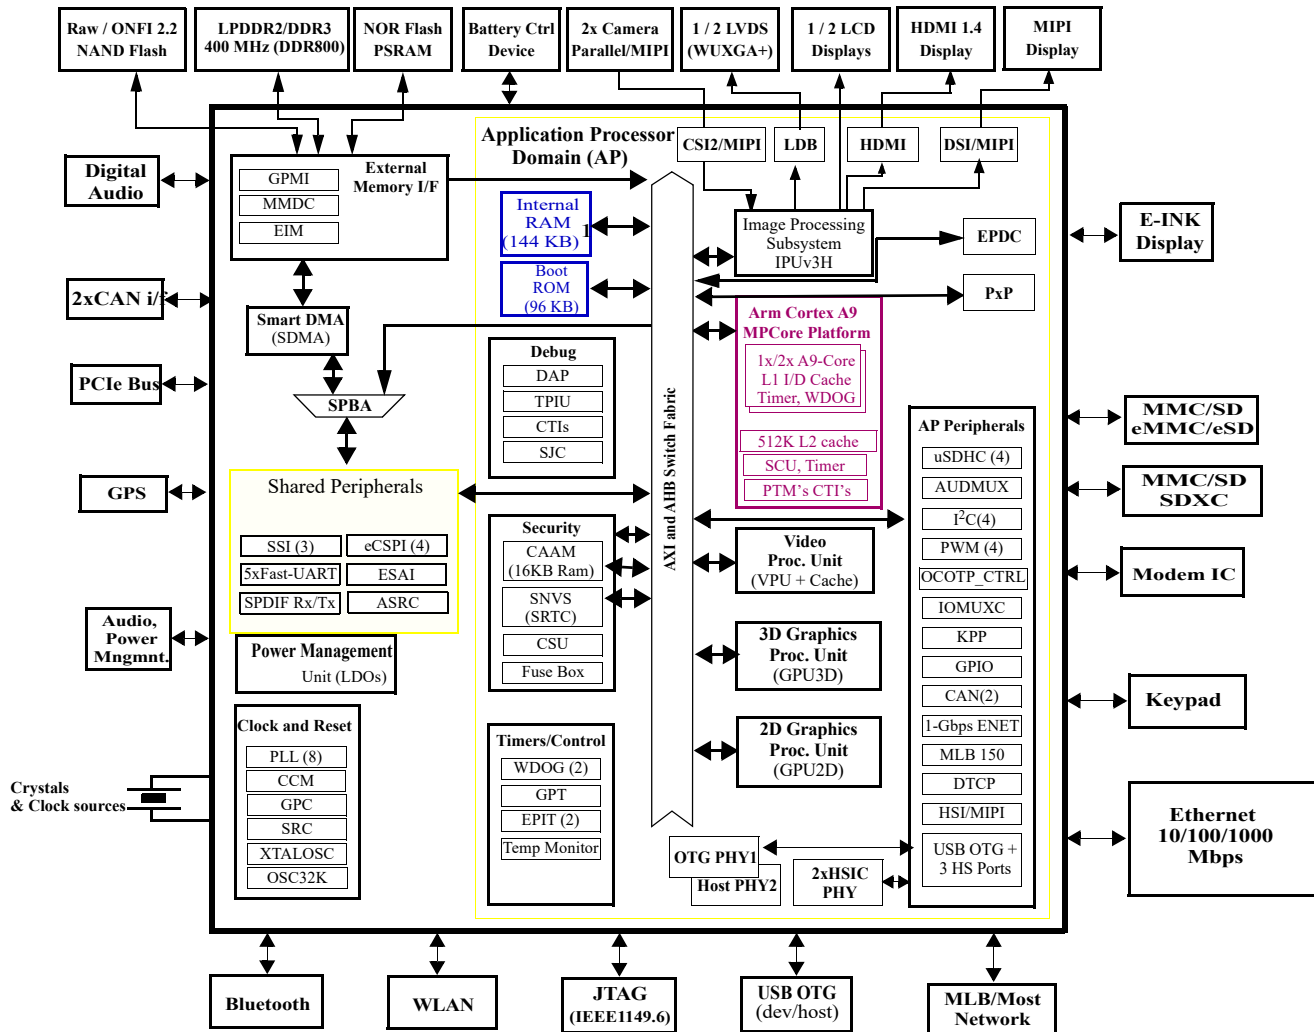 Raw / ONFI 2.2
NAND Flash
LPDDR2/DDR3
400 MHz (DDR800)
NOR Flash
PSRAM
Battery Ctrl
Device
2x Camera
Parallel/MIPI
1 / 2 LVDS
(WUXGA+)
1 / 2 LCD
Displays
HDMI 1.4
Display
MIPI
Display
Digital
Audio
2xCAN i/f
PCIe Bus
GPS
Audio,
Power
Mngmnt.
Crystals
& Clock sources
External
Memory I/F
GPMI
MMDC
EIM
Smart DMA
(SDMA)
SPBA
Shared Peripherals
SSI (3)
eCSPI (4)
5xFast-UART
ESAI
SPDIF Rx/Tx
ASRC
Power Management
Unit (LDOs)
Clock and Reset
PLL (8)
CCM
GPC
SRC
XTALOSC
OSC32K
Application Processor
Domain (AP)
Internal
RAM
(144 KB)
1
Boot
ROM
(96 KB)
Debug
DAP
TPIU
CTIs
SJC
Security
CAAM
(16KB Ram)
SNVS
(SRTC)
CSU
Fuse Box
Timers/Control
WDOG (2)
GPT
EPIT (2)
Temp Monitor
AXI and AHB Switch Fabric
CSI2/MIPI
LDB
HDMI
DSI/MIPI
Image Processing
Subsystem
IPUv3H
EPDC
PxP
Arm Cortex A9
MPCore Platform
1x/2x A9-Core
L1 I/D Cache
Timer, WDOG
512K L2 cache
SCU, Timer
PTM's CTI's
Video
Proc. Unit
(VPU + Cache)
3D Graphics
Proc. Unit
(GPU3D)
2D Graphics
Proc. Unit
(GPU2D)
OTG PHY1
Host PHY2
2xHSIC
PHY
AP Peripherals
uSDHC (4)
AUDMUX
I2C(4)
PWM (4)
OCOTP_CTRL
IOMUXC
KPP
GPIO
CAN(2)
1-Gbps ENET
MLB 150
DTCP
HSI/MIPI
USB OTG +
3 HS Ports
E-INK
Display
MMC/SD
eMMC/eSD
MMC/SD
SDXC
Modem IC
Keypad
Ethernet
10/100/1000
Mbps
Bluetooth
WLAN
JTAG
(IEEE1149.6)
USB OTG
(dev/host)
MLB/Most
Network